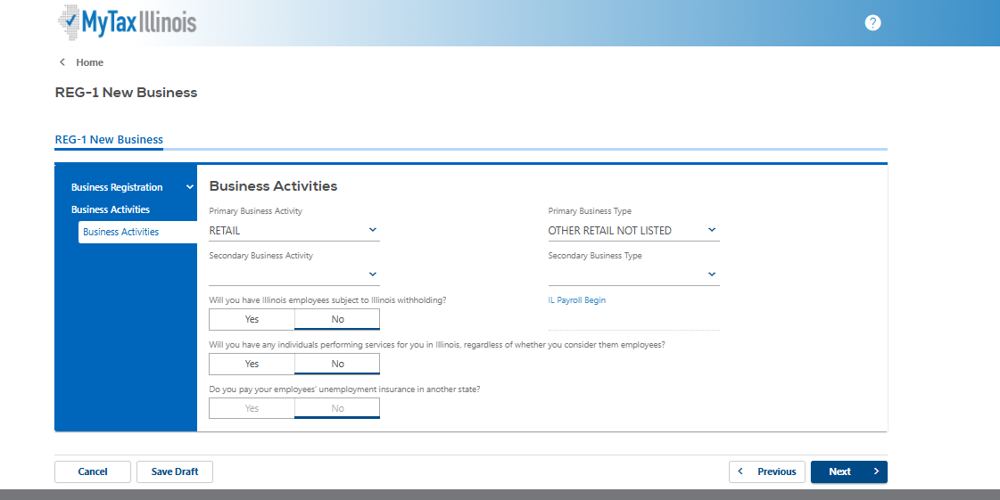 MyTax Illinois
?
Home
REG-1 New Business
REG-1 New Business
Business Registration
Business Activities
Business Activities
Business Activities
Primary Business Activity
Primary Business Type
RETAIL
OTHER RETAIL NOT LISTED
Secondary Business Activity
Secondary Business Type
Will you have Illinois employees subject to Illinois withholding?
IL Payroll Begin
Yes No
Will you have any individuals performing services for you in Illinois, regardless of whether you consider them employees?
Yes No
Do you pay your employees' unemployment insurance in another state?
Yes No
Cancel Save Draft Previous Next